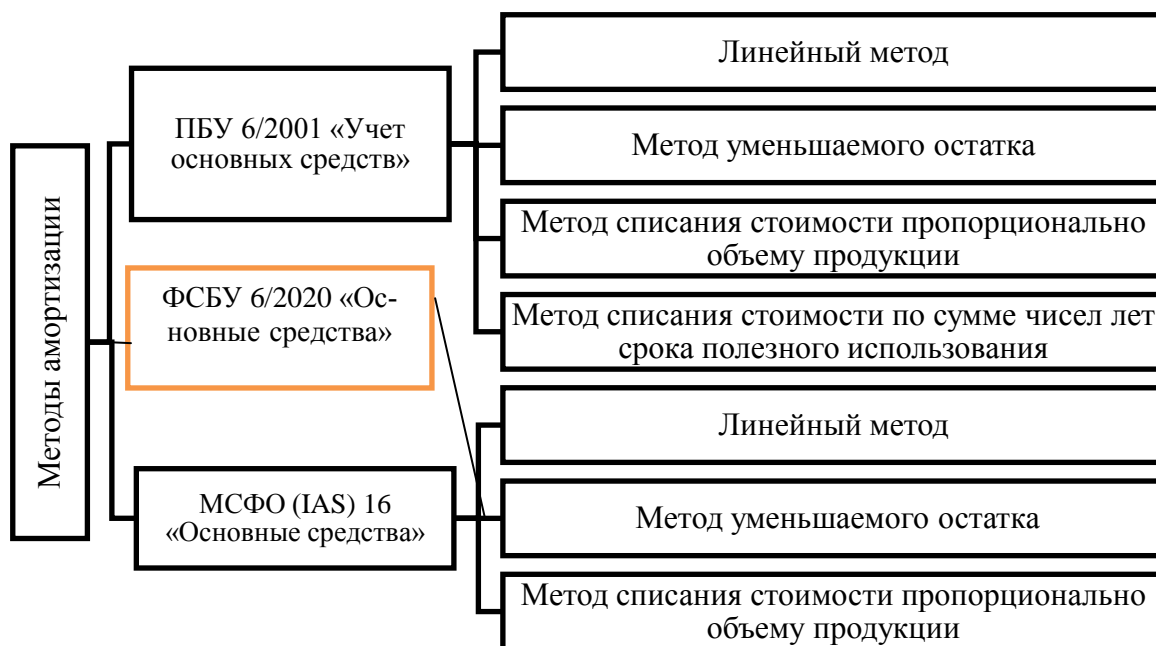 Методы амортизации
ПБУ 6/2001 «Учет
основных средств»
ФСБУ 6/2020 «Ос-
новные средства»
МСФО (IAS) 16
«Основные средства»
Линейный метод
Метод уменьшаемого остатка
Метод списания стоимости пропорционально
объему продукции
Метод списания стоимости по сумме чисел лет
срока полезного использования
Линейный метод
Метод уменьшаемого остатка
Метод списания стоимости пропорционально
объему продукции